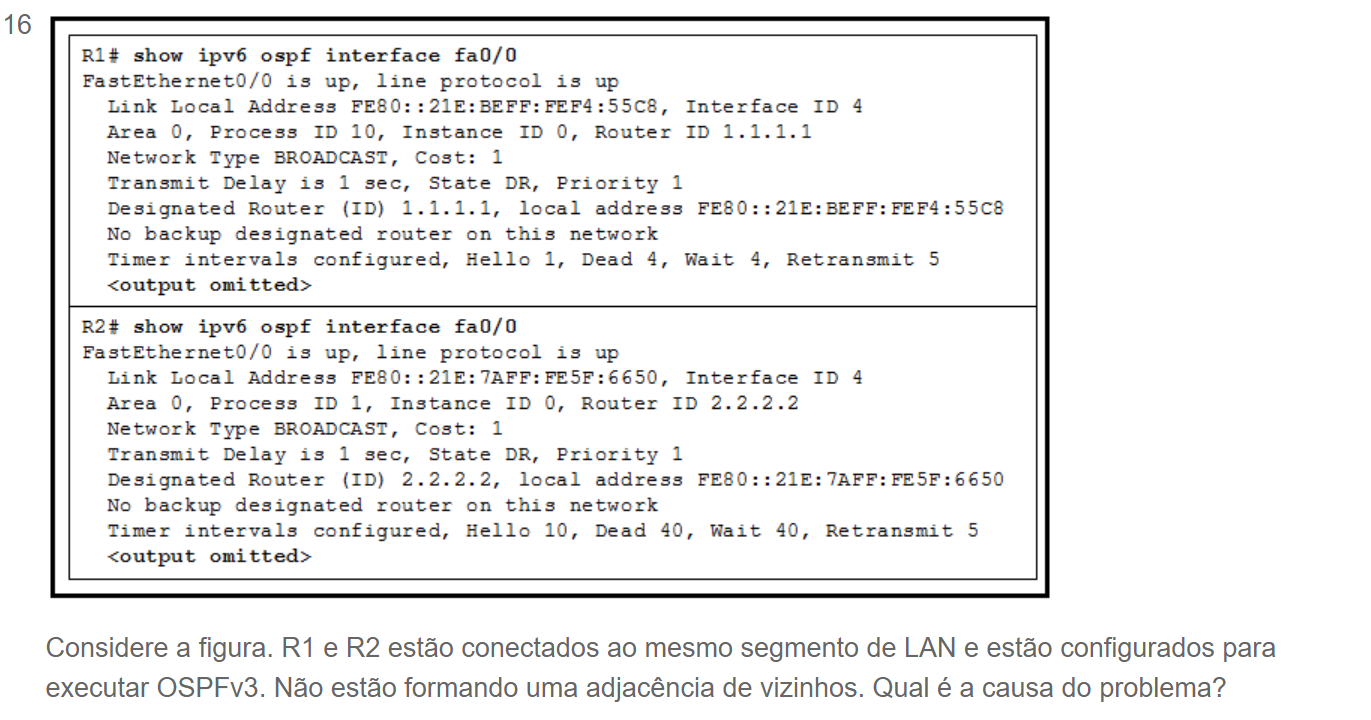 16
R1# show ipv6 ospf interface fa0/0
FastEthernet0/0 is up, line protocol is up
Link Local Address FE80::21E:BEFF:FEF4:55C8, Interface ID 4
Area 0, Process ID 10, Instance ID 0, Router ID 1.1.1.1
Network Type BROADCAST, Cost: 1
Transmit Delay is 1 sec, State DR, Priority 1
Designated Router (ID) 1.1.1.1, local address FE80::21E:BEFF:FEF4:55C8
No backup designated router on this network
Timer intervals configured, Hello 1, Dead 4, Wait 4, Retransmit 5
<output omitted>
R2# show ipv6 ospf interface fa0/0
FastEthernet0/0 is up, line protocol is up
Link Local Address FE80::21E:7AFF:FE5F:6650, Interface ID 4
Area 0, Process ID 1, Instance ID 0, Router ID 2.2.2.2
Network Type BROADCAST, Cost: 1
Transmit Delay is 1 sec, State DR, Priority 1
Designated Router (ID) 2.2.2.2, local address FE80::21E:7AFF:FE5F:6650
No backup designated router on this network
Timer intervals configured, Hello 10, Dead 40, Wait 40, Retransmit 5
<output omitted>
Considere a figura. R1 e R2 estão conectados ao mesmo segmento de LAN e estão configurados para
executar OSPFv3. Não estão formando uma adjacência de vizinhos. Qual é a causa do problema?